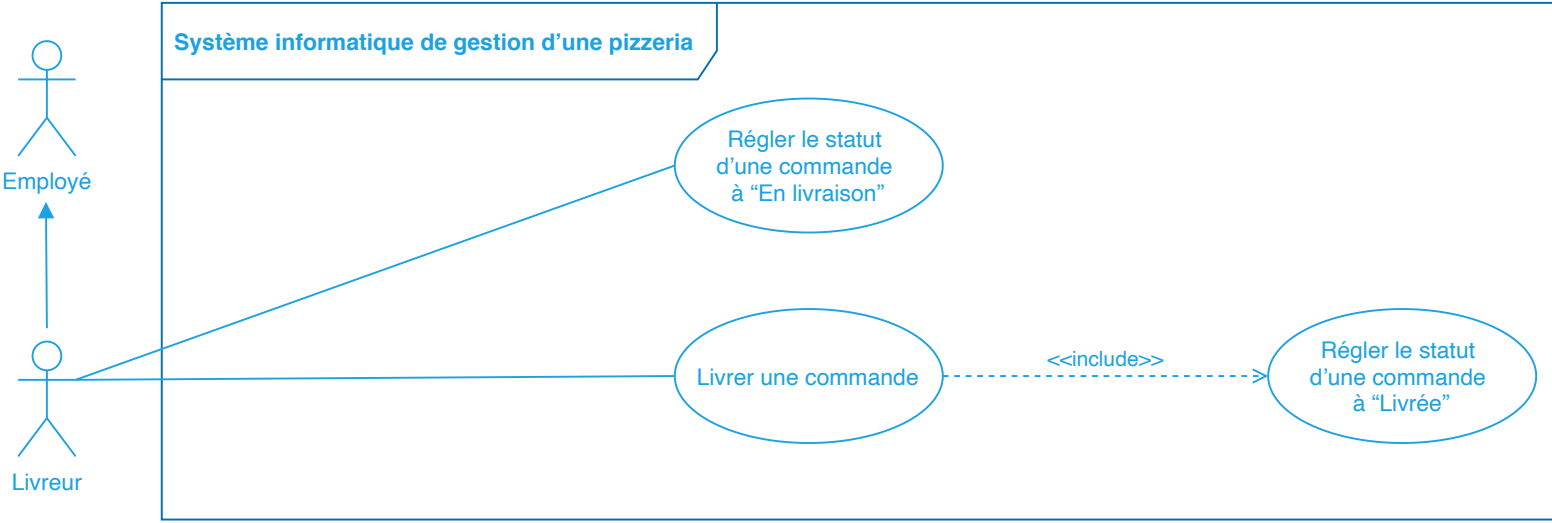 Système informatique de gestion d’une pizzeria
Employé
Régler le statut
d’une commande
à “En livraison”
Livreur
Livrer une commande
<<include>>
Régler le statut
d’une commande
à “Livrée”